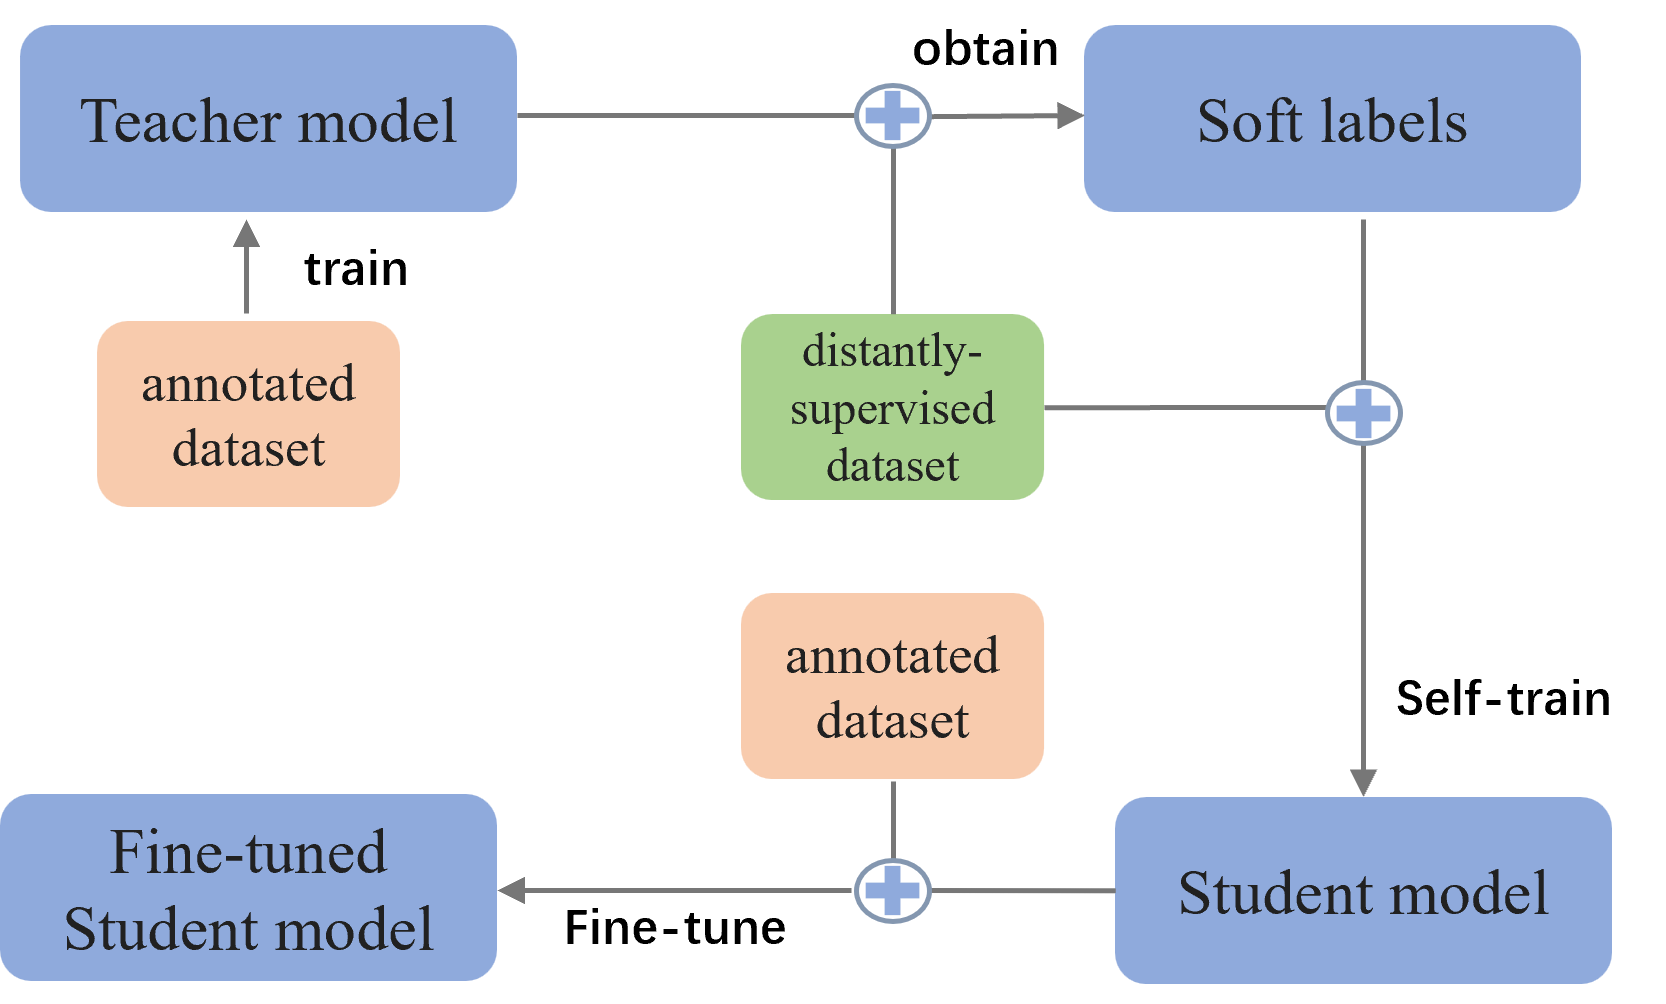 Teacher model
obtain
Soft labels
train
annotated
dataset
distantly-
supervised
dataset
annotated
dataset
Self-train
Fine-tuned
Student model
Fine-tune
Student model